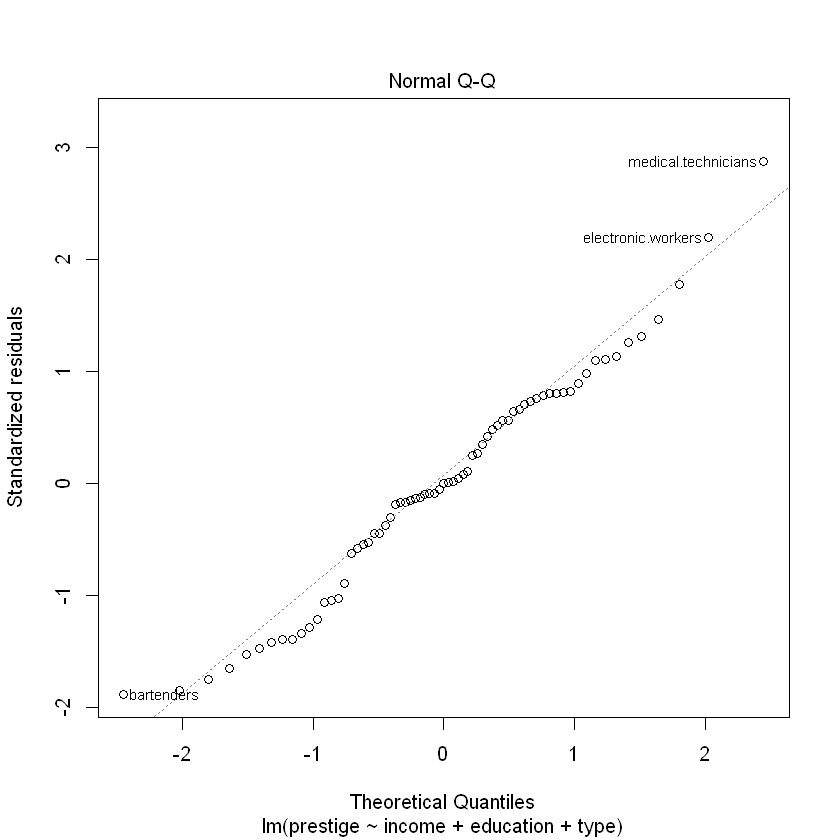 Normal Q-Q
3
2
1
0
-1
-2
Standardized residuals
medical.technicians
electronic.workers
bartenders
-2
-1
0
1
2
Theoretical Quantiles
lm(prestige ~ income + education + type)